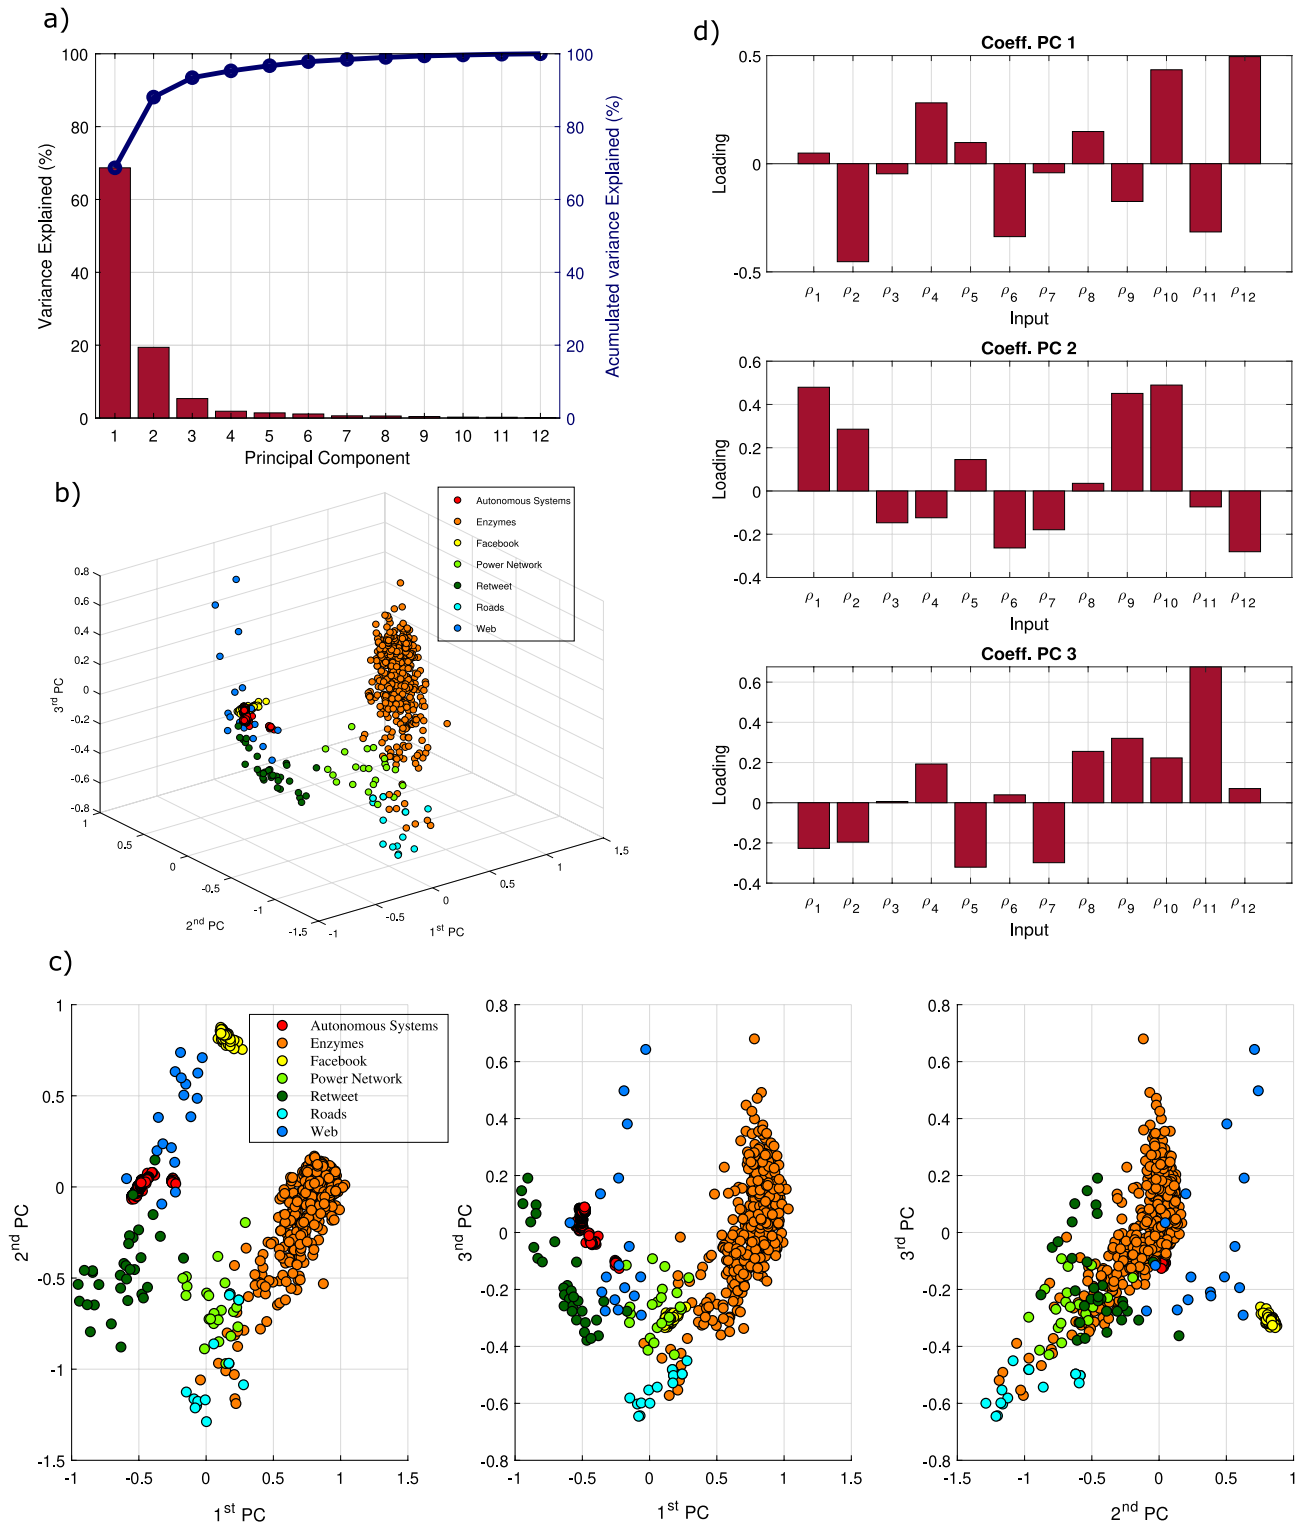 a)
100
80
60
40
20
0
Variance Explained (%)
100
80
60
40
20
0
Acumulated variance Explained (%)
1 2 3 4 5 6 7 8 9 10 11 12
Principal Component
b)
Autonomous Systems
Enzymes
Facebook
Power Network
Retweet
Roads
Web
0.8
0.6
0.4
0.2
0
-0.2
-0.4
-0.6
-0.8
3rd PC
1
0.5
0
-0.5
-1
-1.5
2nd PC
-1
-0.5
0
0.5
1
1.5
1st PC
c)
1
0.5
0
-0.5
-1
-1.5
2nd PC
Autonomous Systems
Enzymes
Facebook
Power Network
Retweet
Roads
Web
-1 -0.5 0 0.5 1 1.5
1st PC
0.8
0.6
0.4
0.2
0
-0.2
-0.4
-0.6
-0.8
3rd PC
-1 -0.5 0 0.5 1 1.5
1st PC
0.8
0.6
0.4
0.2
0
-0.2
-0.4
-0.6
-0.8
3rd PC
-1.5 -1 -0.5 0 0.5 1
2nd PC
d)
Coeff. PC 1
0.5
0
-0.5
Loading
ρ1 ρ2 ρ3 ρ4 ρ5 ρ6 ρ7 ρ8 ρ9 ρ10 ρ11 ρ12
Input
Coeff. PC 2
0.6
0.4
0.2
0
-0.2
-0.4
Loading
ρ1 ρ2 ρ3 ρ4 ρ5 ρ6 ρ7 ρ8 ρ9 ρ10 ρ11 ρ12
Input
Coeff. PC 3
0.6
0.4
0.2
0
-0.2
-0.4
Loading
ρ1 ρ2 ρ3 ρ4 ρ5 ρ6 ρ7 ρ8 ρ9 ρ10 ρ11 ρ12
Input